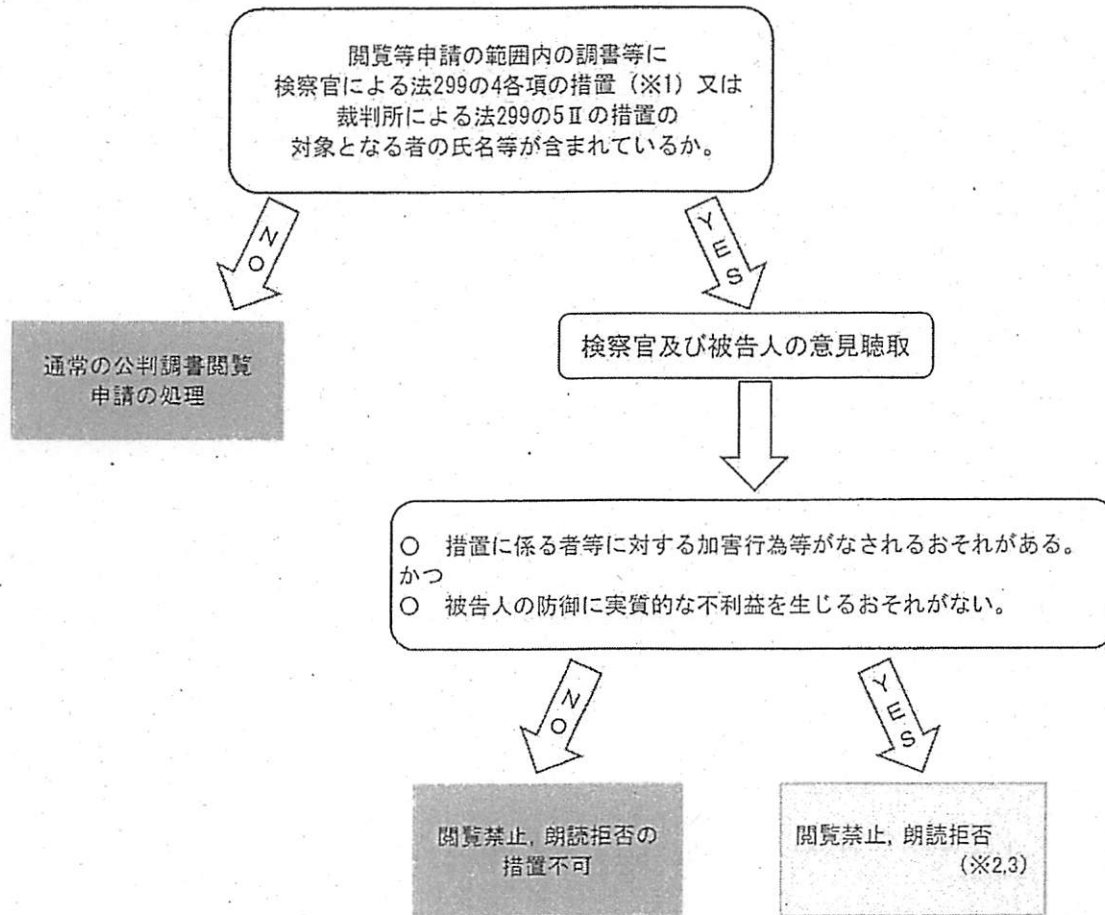 閲覧等申請の範囲内の調書等に
検察官による法299の4各項の措置（※1）又は
裁判所による法299の5Ⅱの措置の
対象となる者の氏名等が含まれているか。
NO
YES
通常の公判調書閲覧
申請の処理
検察官及び被告人の意見聴取
○　措置に係る者等に対する加害行為等がなされるおそれがある。
かつ
○　被告人の防御に実質的な不利益を生じるおそれがない。
NO
YES
閲覧禁止，朗読拒否の
措置不可
閲覧禁止，朗読拒否
（※2,3）